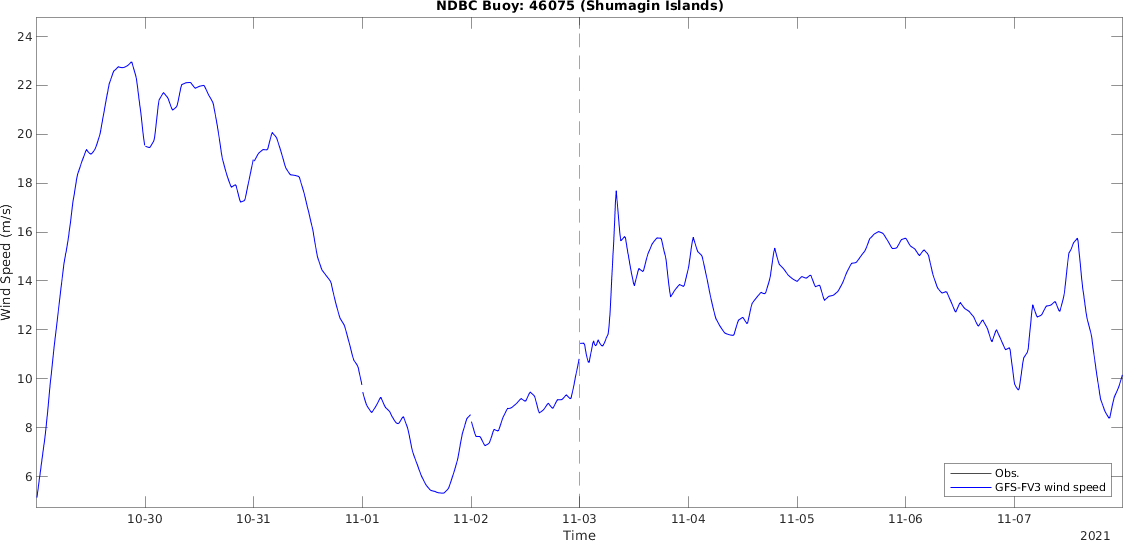 NDBC Buoy: 46075 (Shumagin Islands)
24
22
20
18
16
14
12
10
8
6
Wind Speed (m/s)
10-30 10-31 11-01 11-02 11-03 11-04 11-05 11-06 11-07
Time
2021
Obs.
GFS-FV3 wind speed